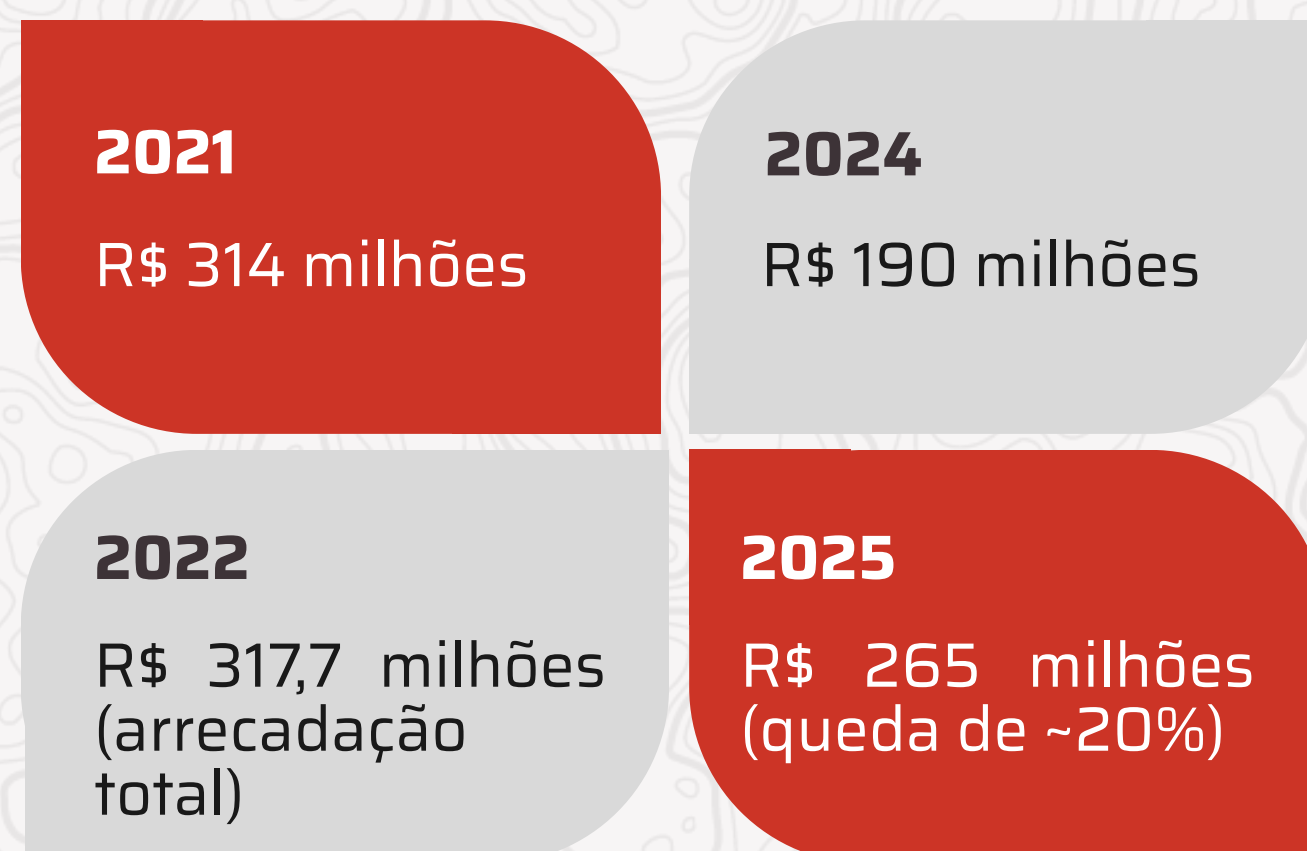 2021
R$ 314 milhões
2022
R$ 317,7 milhões
(arrecadação
total)
2024
R$ 190 milhões
2025
R$ 265 milhões
(queda de ~20%)